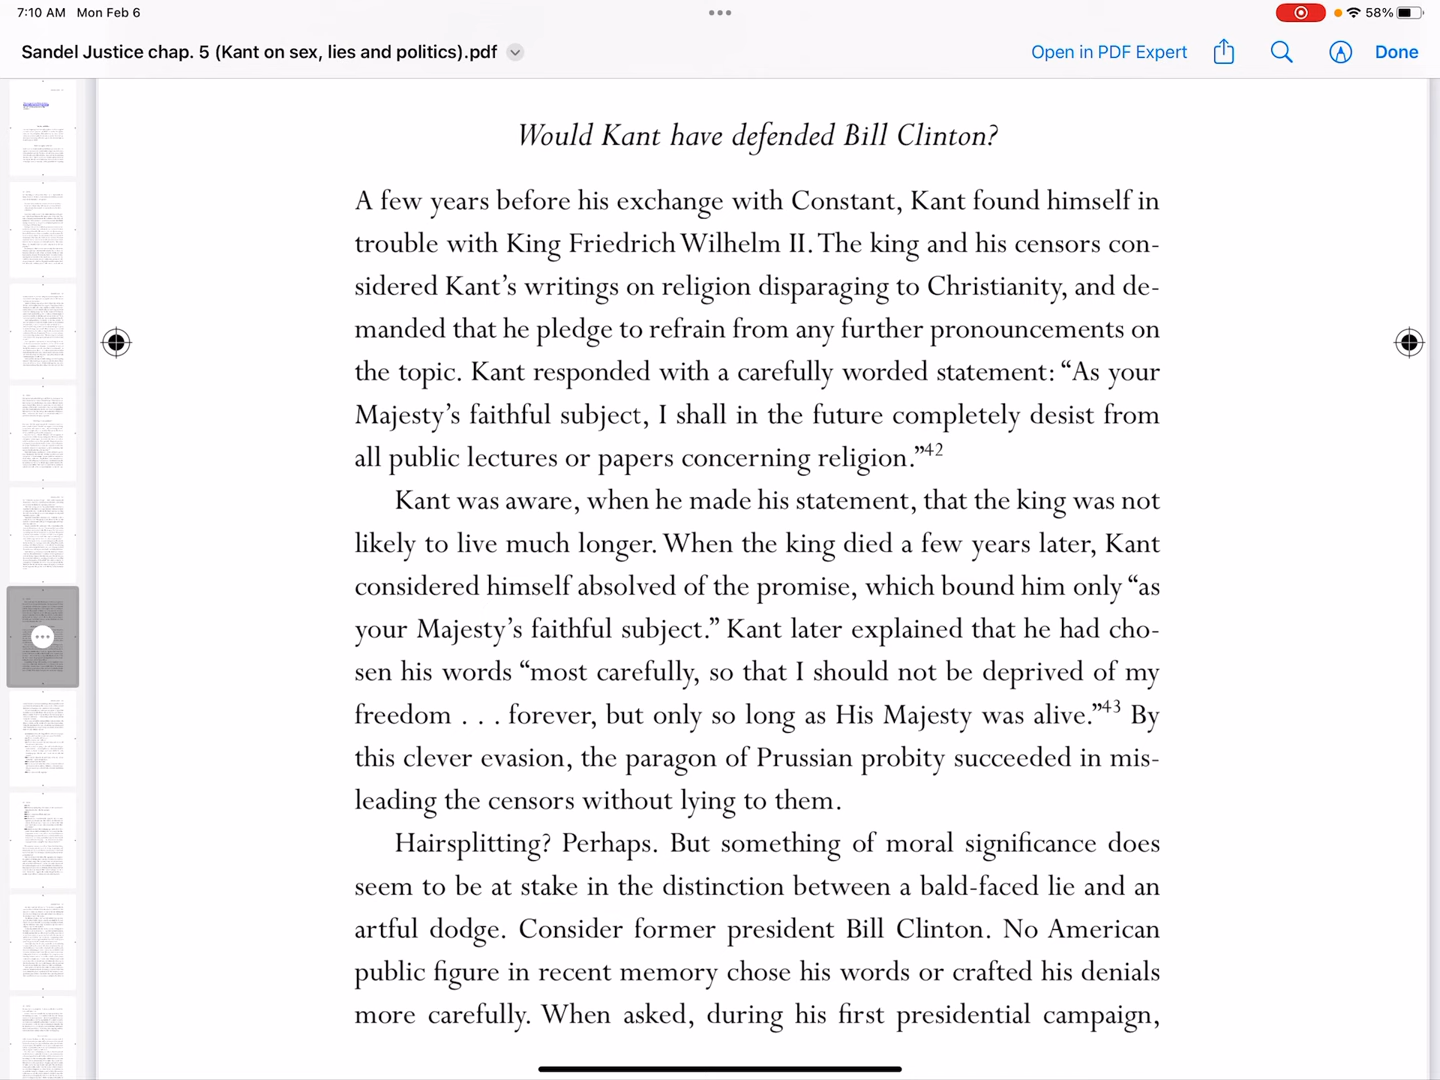 7:10 AM Mon Feb 6
58%
Sandel Justice chap. 5 (Kant on sex, lies and politics).pdf
Open in PDF Expert
Done
Would Kant have defended Bill Clinton?
A few years before his exchange with Constant, Kant found himself in
trouble with King Friedrich Wilhelm II. The king and his censors con-
sidered Kant’s writings on religion disparaging to Christianity, and de-
manded that he pledge to refrain from any further pronouncements on
the topic. Kant responded with a carefully worded statement: “As your
Majesty’s faithful subject, I shall in the future completely desist from
all public lectures or papers concerning religion.”42
Kant was aware, when he made his statement, that the king was not
likely to live much longer. When the king died a few years later, Kant
considered himself absolved of the promise, which bound him only “as
your Majesty’s faithful subject.” Kant later explained that he had cho-
sen his words “most carefully, so that I should not be deprived of my
freedom . . . forever, but only so long as His Majesty was alive.”43 By
this clever evasion, the paragon of Prussian probity succeeded in mis-
leading the censors without lying to them.
Hairsplitting? Perhaps. But something of moral significance does
seem to be at stake in the distinction between a bald-faced lie and an
artful dodge. Consider former president Bill Clinton. No American
public figure in recent memory chose his words or crafted his denials
more carefully. When asked, during his first presidential campaign,